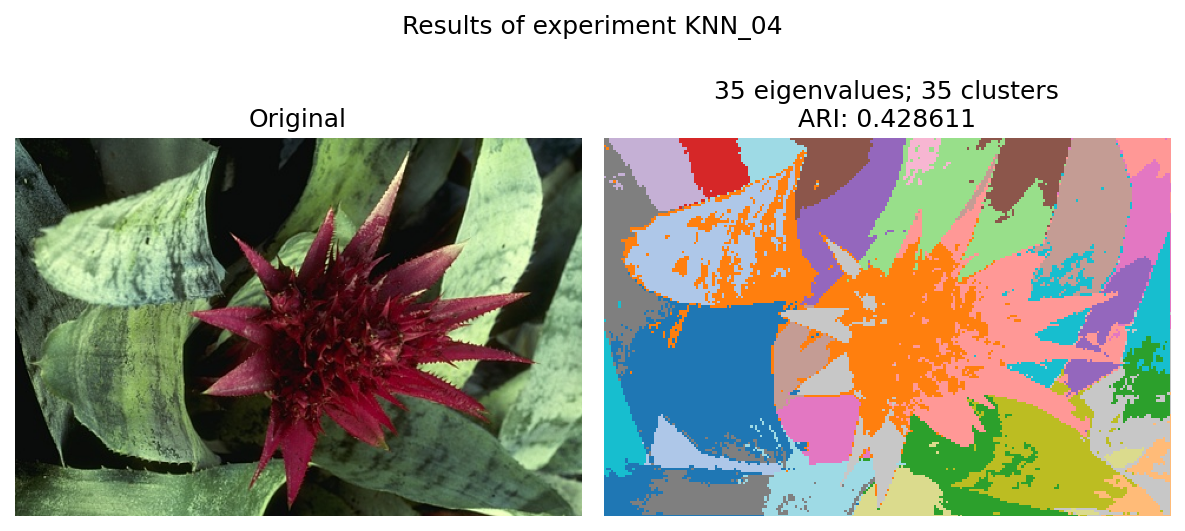 Results of experiment KNN_04
Original
35 eigenvalues; 35 clusters
ARI: 0.428611